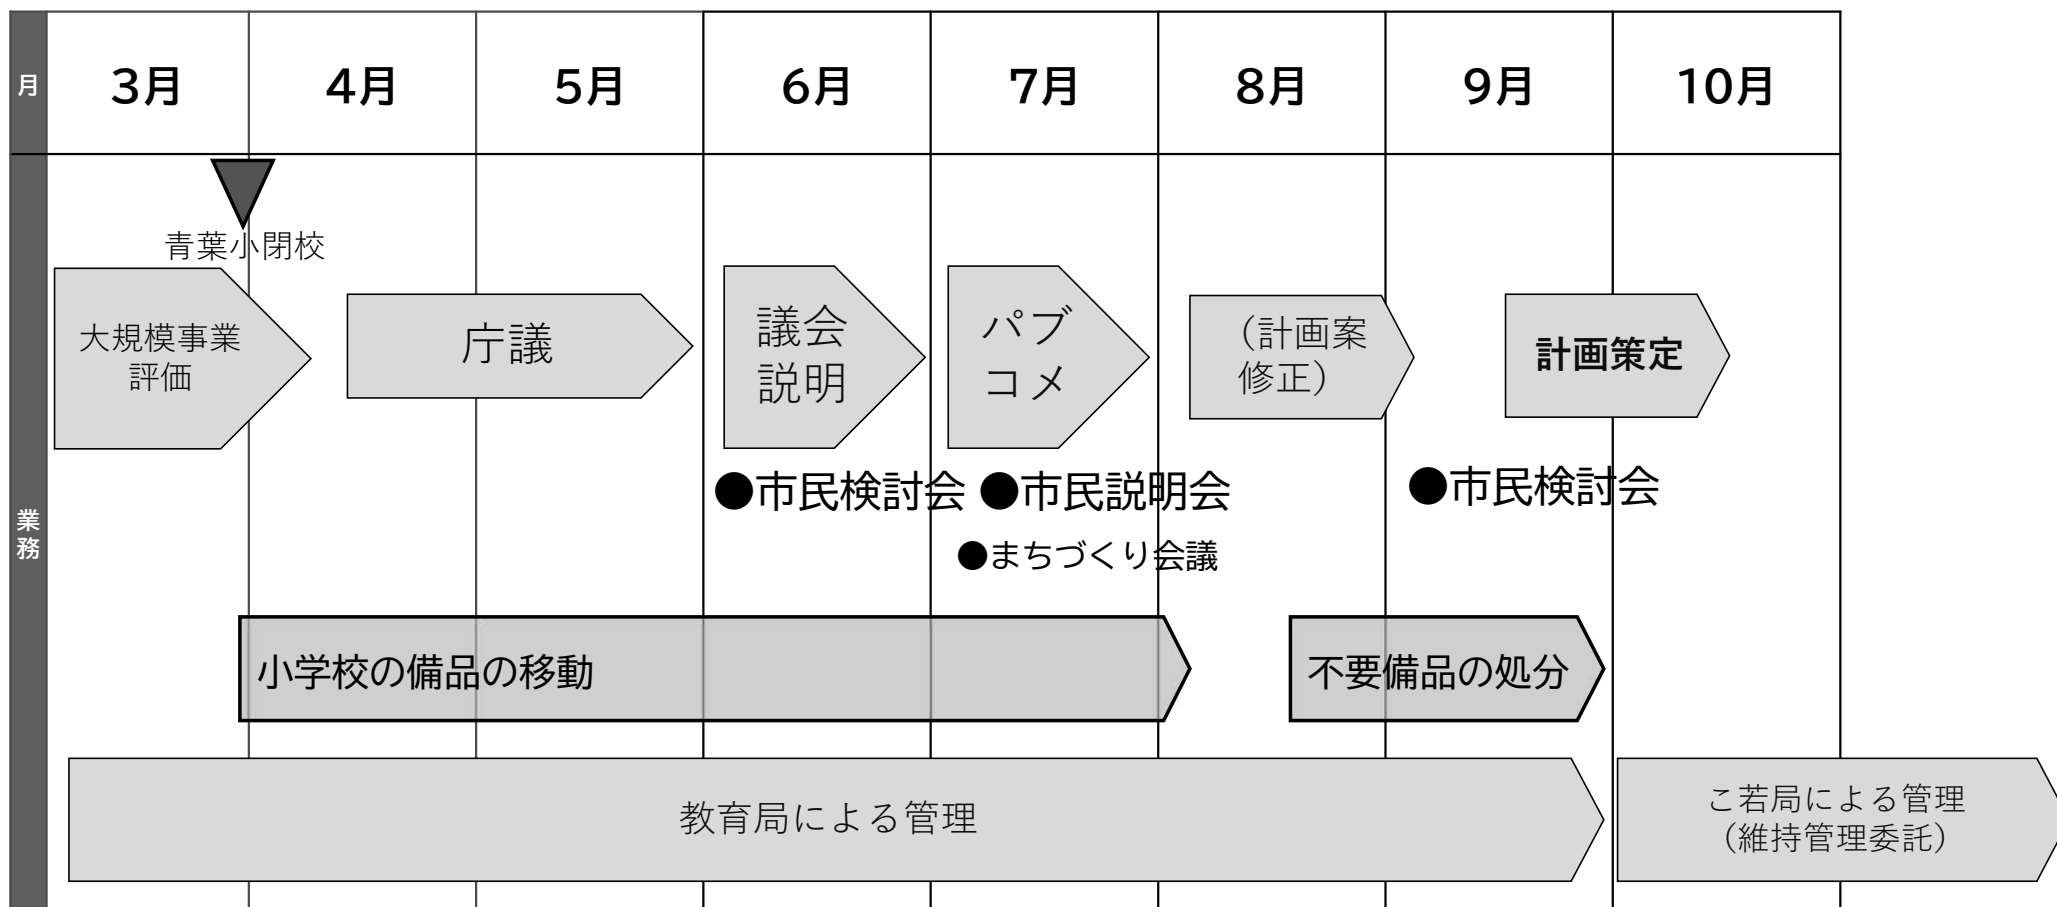 月
3月
4月
5月
6月
7月
8月
9月
10月
業
務
青葉小閉校
大規模事業
評価
庁議
議会
説明
パブ
コメ
（計画案
修正）
計画策定
●市民検討会
●市民説明会
●市民検討会
●まちづくり会議
小学校の備品の移動
不要備品の処分
教育局による管理
こ若局による管理
（維持管理委託）